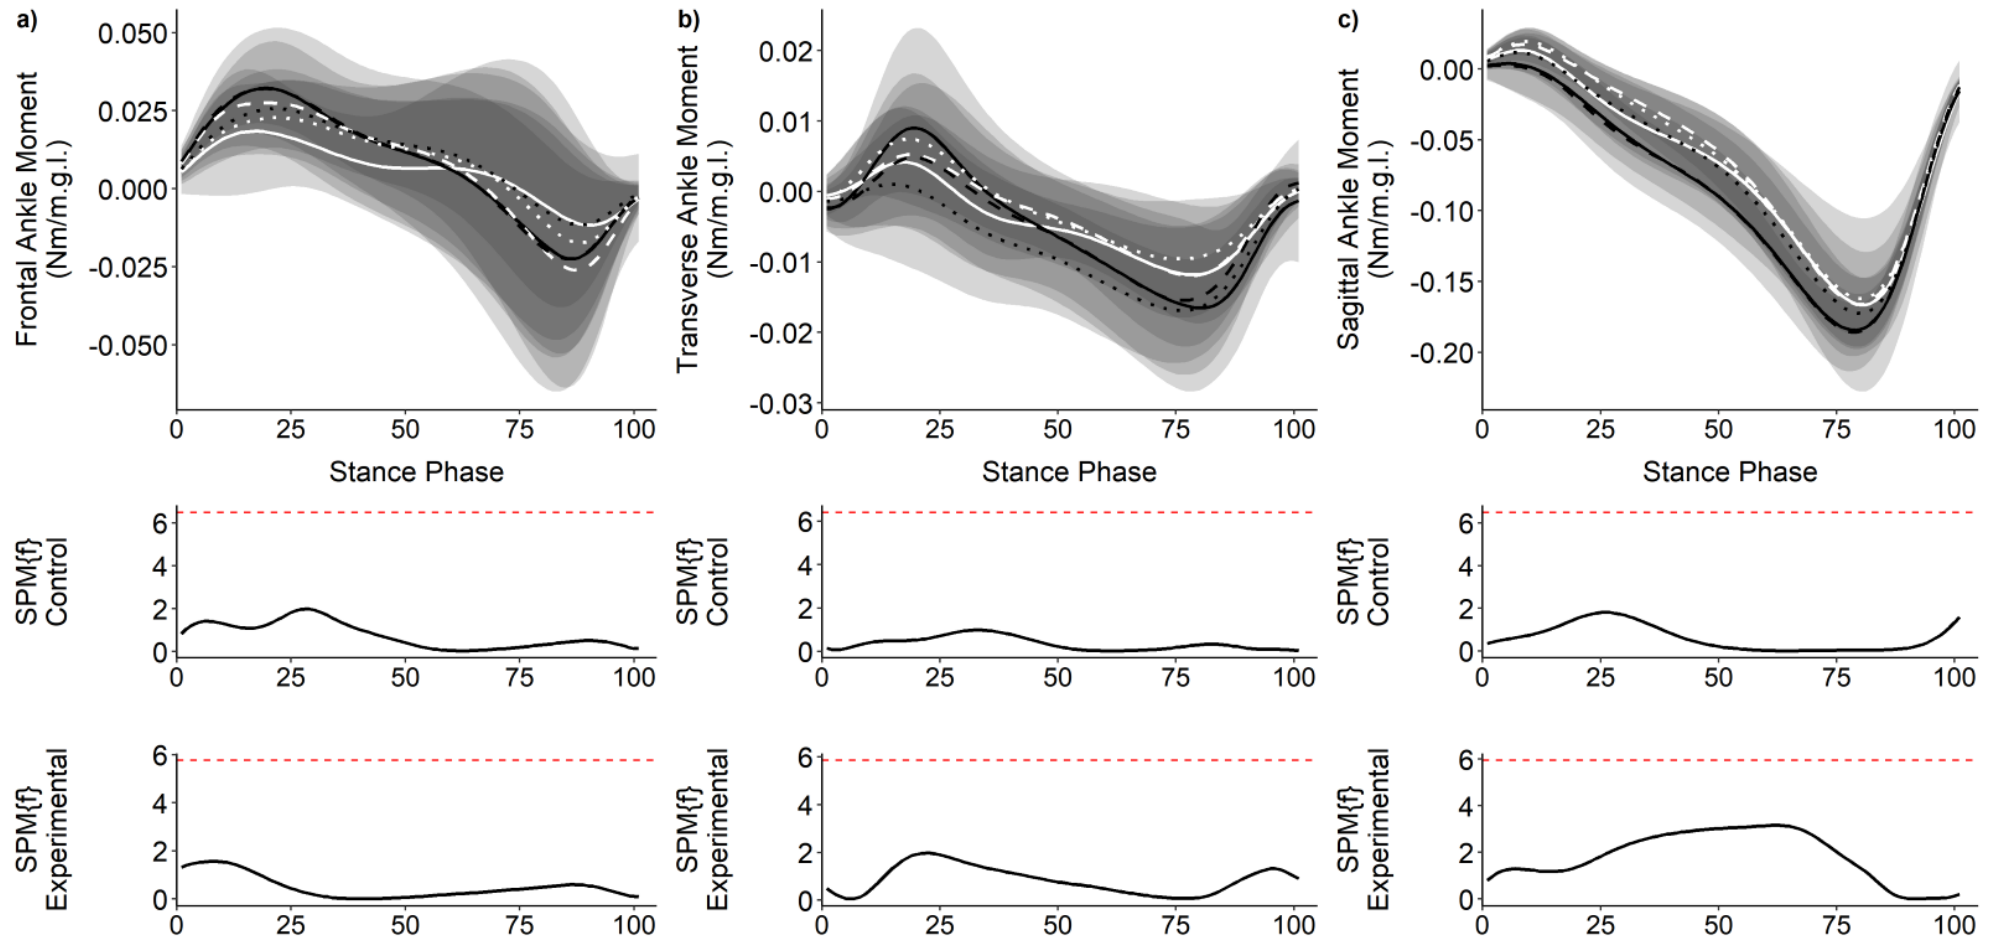 a)
Frontal Ankle Moment
(Nm/m.g.l.)
0.050
0.025
0.000
-0.025
-0.050
0 25 50 75 100
Stance Phase
b)
Transverse Ankle Moment
(Nm/m.g.l.)
0.02
0.01
0.00
-0.01
-0.02
-0.03
0 25 50 75 100
Stance Phase
c)
Sagittal Ankle Moment
(Nm/m.g.l.)
0.00
-0.05
-0.10
-0.15
-0.20
0 25 50 75 100
Stance Phase
SPM{f}
Control
6
4
2
0
0 25 50 75 100
SPM{f}
Control
6
4
2
0
0 25 50 75 100
SPM{f}
Control
6
4
2
0
0 25 50 75 100
SPM{f}
Experimental
6
4
2
0
0 25 50 75 100
SPM{f}
Experimental
6
4
2
0
0 25 50 75 100
SPM{f}
Experimental
6
4
2
0
0 25 50 75 100